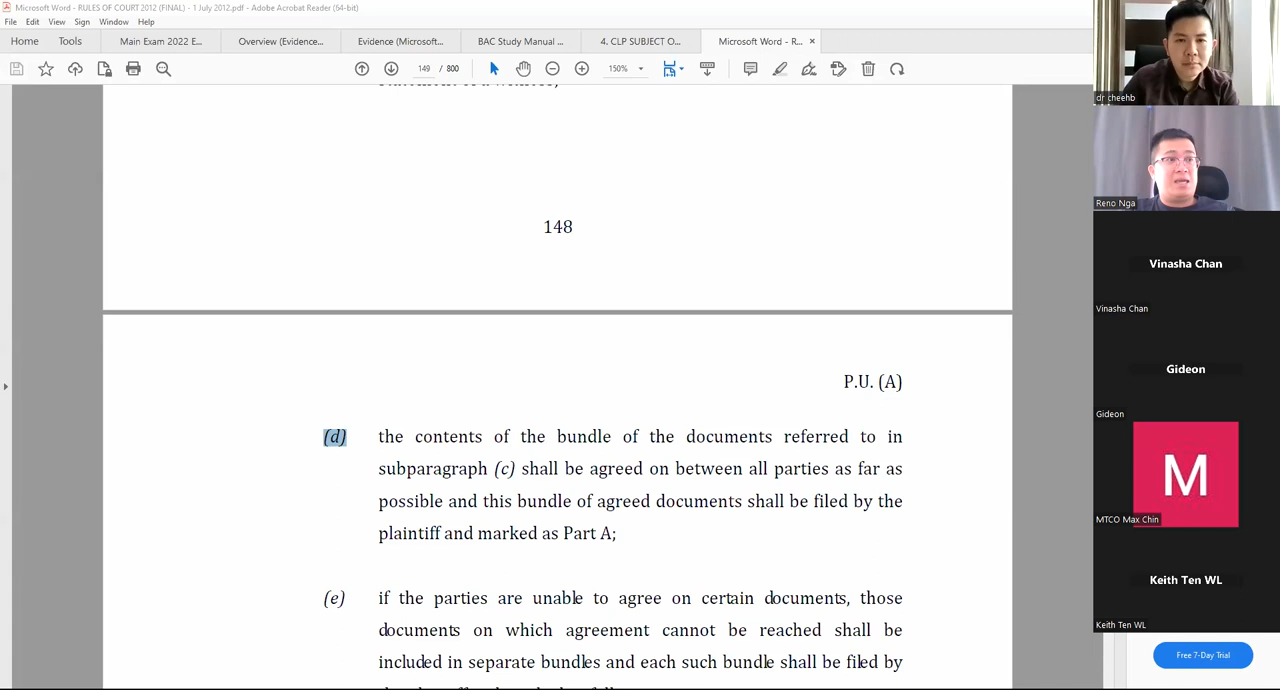 Microsoft Word - RULES OF COURT 2012 (FINAL) - 1 July 2012.pdf - Adobe Acrobat Reader (64-bit)
File Edit View Sign Window Help
Home Tools Main Exam 2022 E... Overview (Evidence... Evidence (Microsoft... BAC Study Manual ... 4. CLP SUBJECT O... Microsoft Word - R... ×
149 / 800 150%
148
P.U. (A)
(d) the contents of the bundle of the documents referred to in
subparagraph (c) shall be agreed on between all parties as far as
possible and this bundle of agreed documents shall be filed by the
plaintiff and marked as Part A;
(e) if the parties are unable to agree on certain documents, those
documents on which agreement cannot be reached shall be
included in separate bundles and each such bundle shall be filed by
dr cheehb
Reno Nga
Vinasha Chan
Vinasha Chan
Gideon
Gideon
M
MTCO Max Chin
Keith Ten WL
Keith Ten WL
Free 7-Day Trial